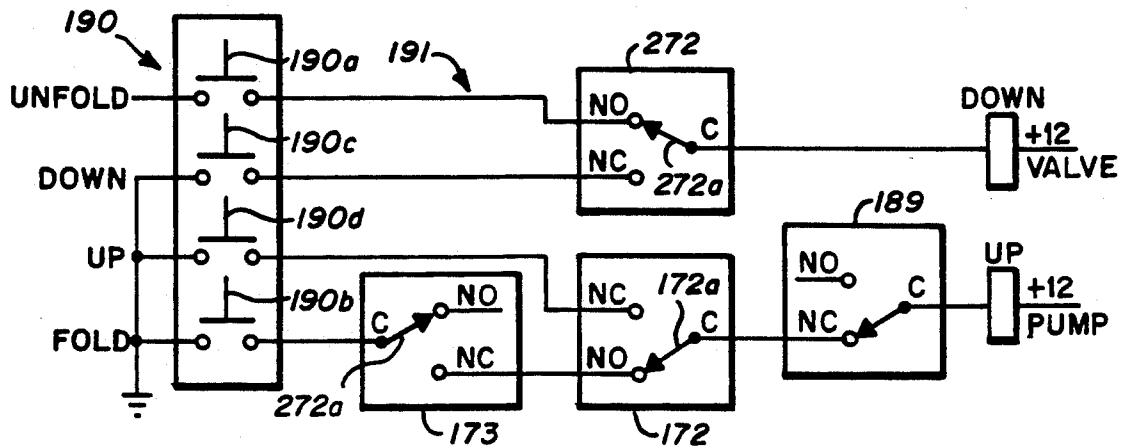 190
190a
191
272
UNFOLD
NO
C
DOWN
+12
VALVE
190c
NC
272a
DOWN
190d
189
UP
NO
UP
+12
PUMP
190b
C
NO
NC
172a
C
C
NC
FOLD
NC
NO
272a
173
172